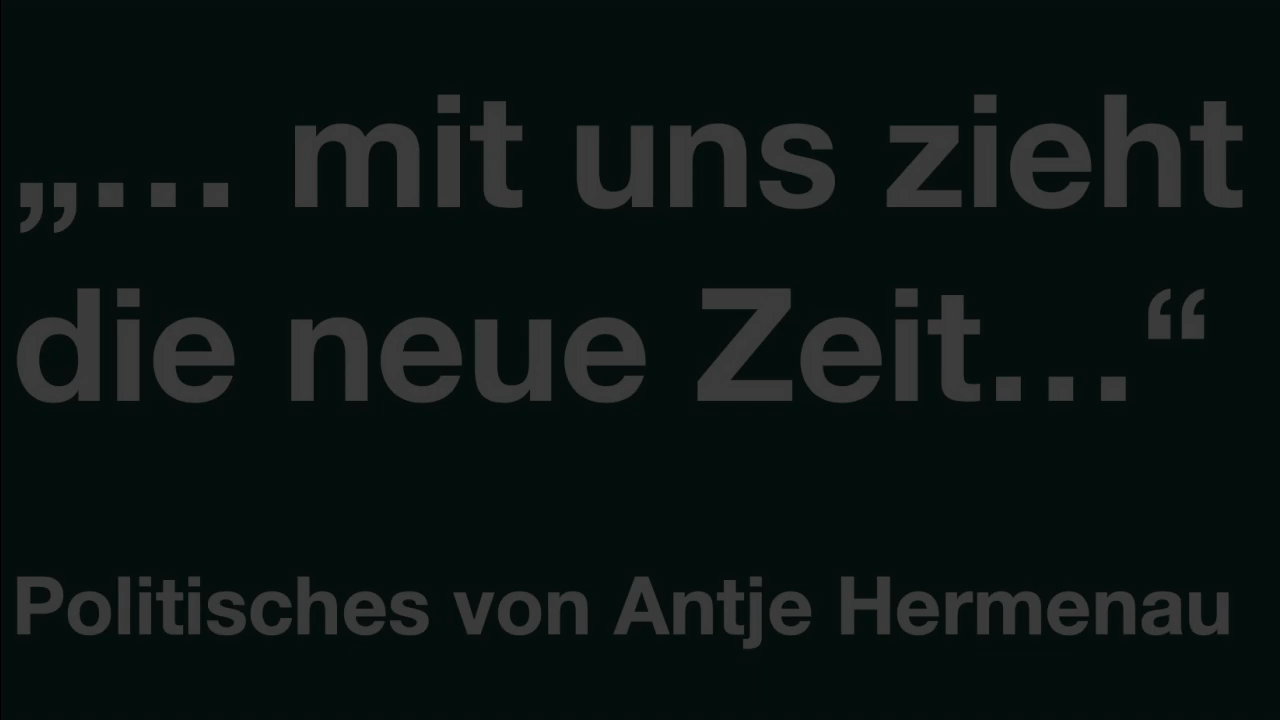 „… mit uns zieht
die neue Zeit…“
Politisches von Antje Hermenau